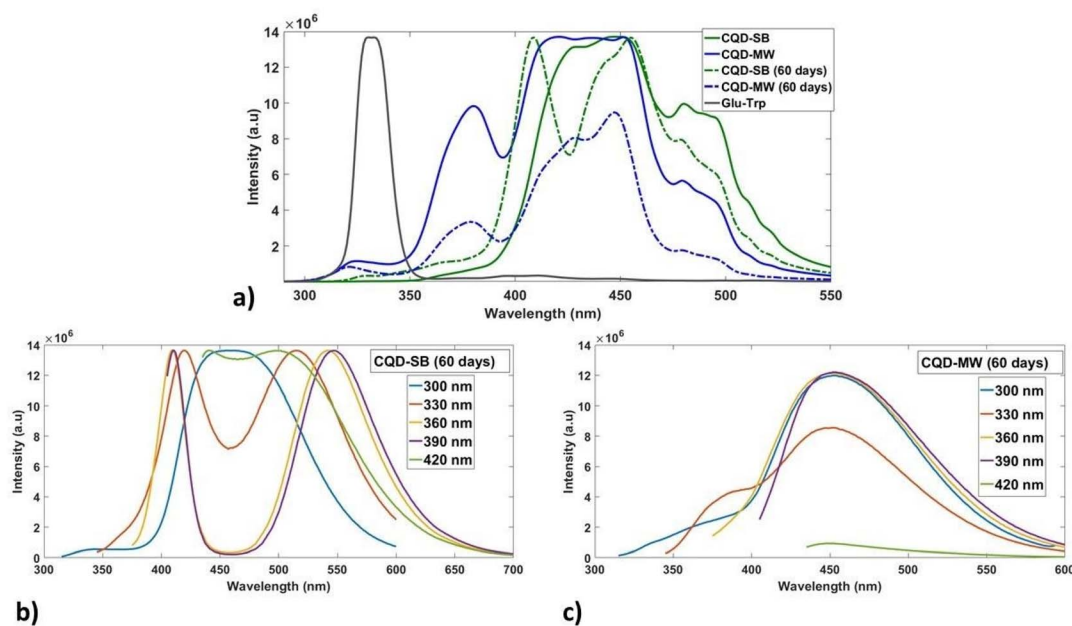 ×10⁶
14
12
10
8
6
4
2
Intensity (a.u)
300 350 400 450 500 550
Wavelength (nm)
CQD-SB
CQD-MW
CQD-SB (60 days)
CQD-MW (60 days)
Glu-Trp
a)
×10⁶
14
12
10
8
6
4
2
0
Intensity (a.u)
300 350 400 450 500 550 600 650 700
Wavelength (nm)
CQD-SB (60 days)
300 nm
330 nm
360 nm
390 nm
420 nm
b)
×10⁶
14
12
10
8
6
4
2
0
Intensity (a.u)
300 350 400 450 500 550 600
Wavelength (nm)
CQD-MW (60 days)
300 nm
330 nm
360 nm
390 nm
420 nm
c)